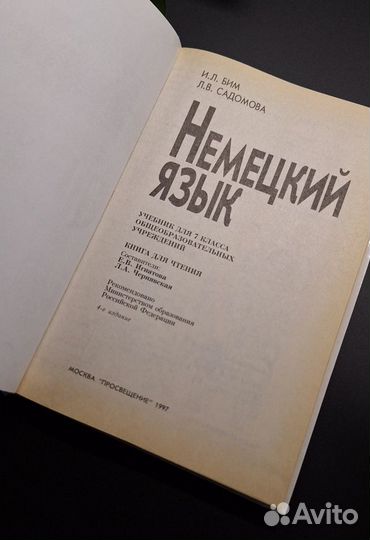 И.Л. БИМ
Л.В. САДОМОВА
НЕМЕЦКИЙ
ЯЗЫК
УЧЕБНИК ДЛЯ 7 КЛАССА
ОБЩЕОБРАЗОВАТЕЛЬНЫХ
УЧРЕЖДЕНИЙ
КНИГА ДЛЯ ЧТЕНИЯ
Составители:
Е.В. Игнатова
Л.А. Чернявская
Рекомендовано
Министерством образования
Российской Федерации
4-е издание
МОСКВА "ПРОСВЕЩЕНИЕ" 1997
Avito